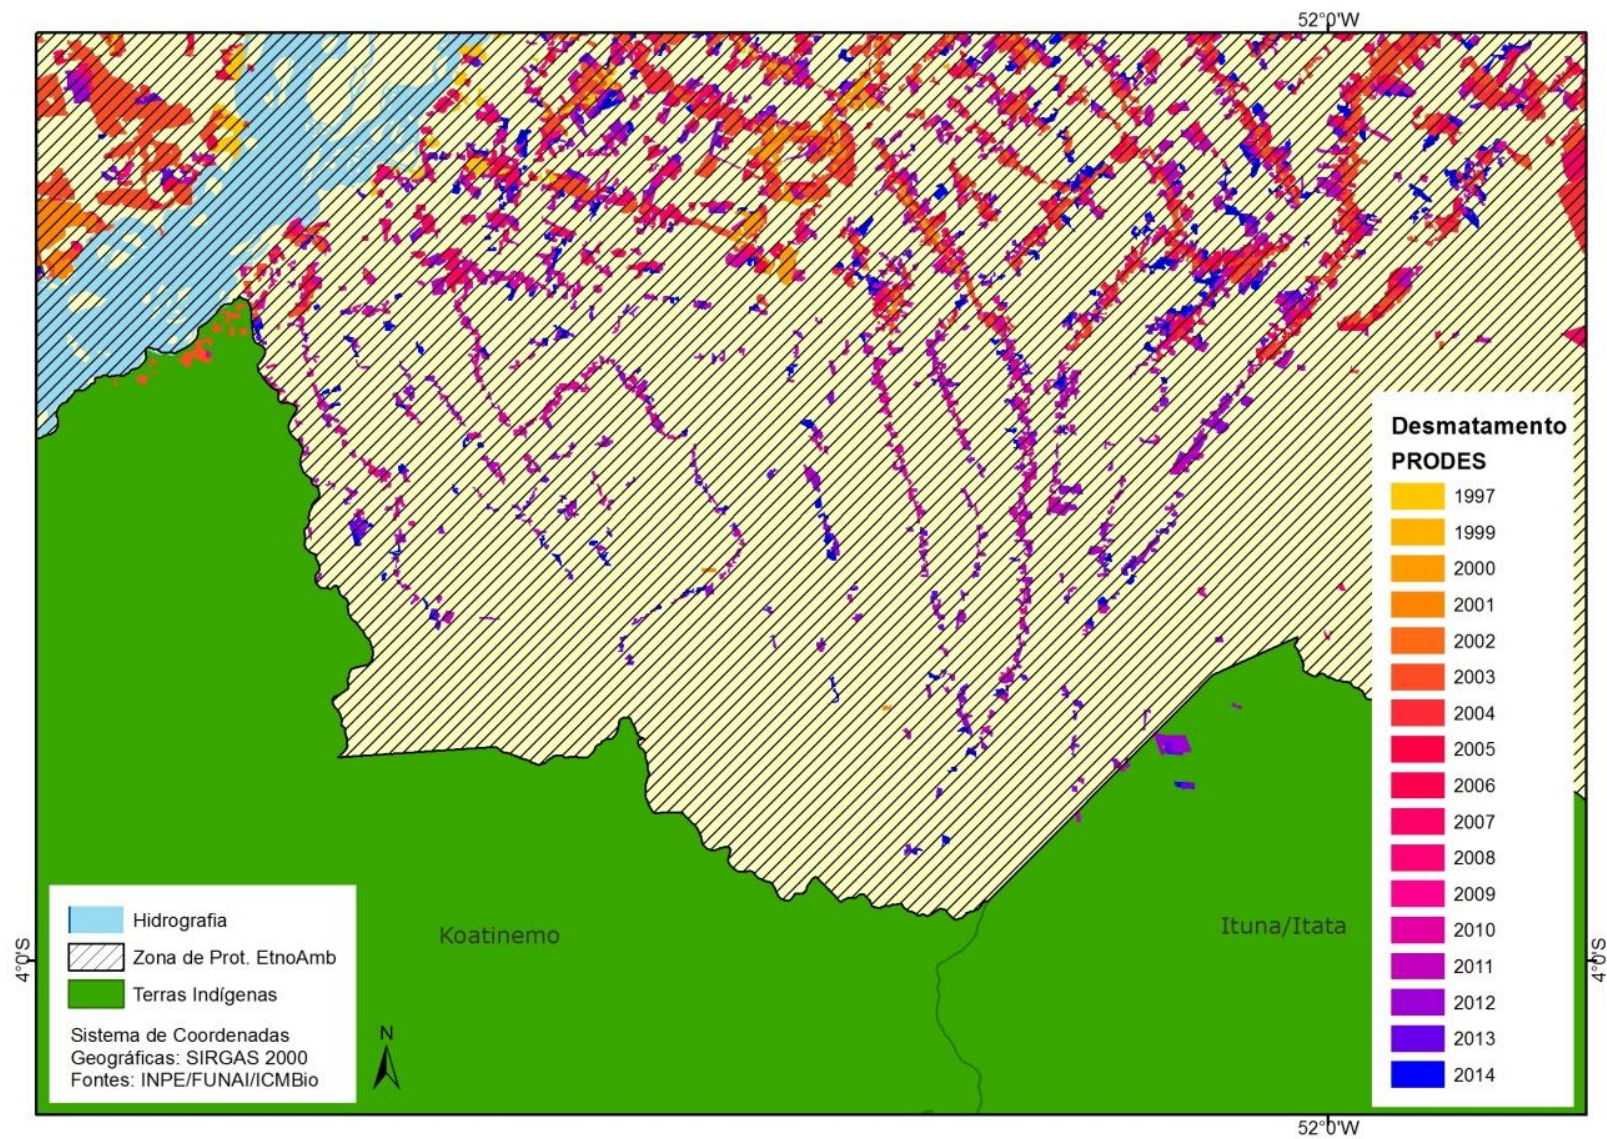 52°0'W
Desmatamento
PRODES
1997
1999
2000
2001
2002
2003
2004
2005
2006
2007
2008
2009
2010
2011
2012
2013
2014
Koatinemo
Ituna/Itata
Hidrografia
Zona de Prot. EtnoAmb
Terras Indígenas
Sistema de Coordenadas
Geográficas: SIRGAS 2000
Fontes: INPE/FUNAI/ICMBio
N
4°0'S
4°0'S
52°0'W